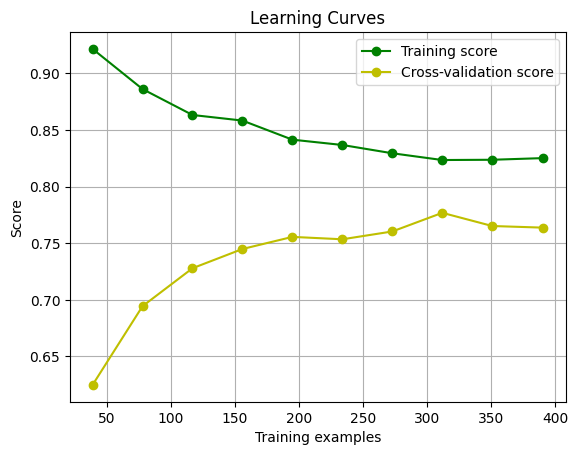 Learning Curves
Training score
Cross-validation score
0.90
0.85
0.80
0.75
0.70
0.65
Score
50 100 150 200 250 300 350 400
Training examples